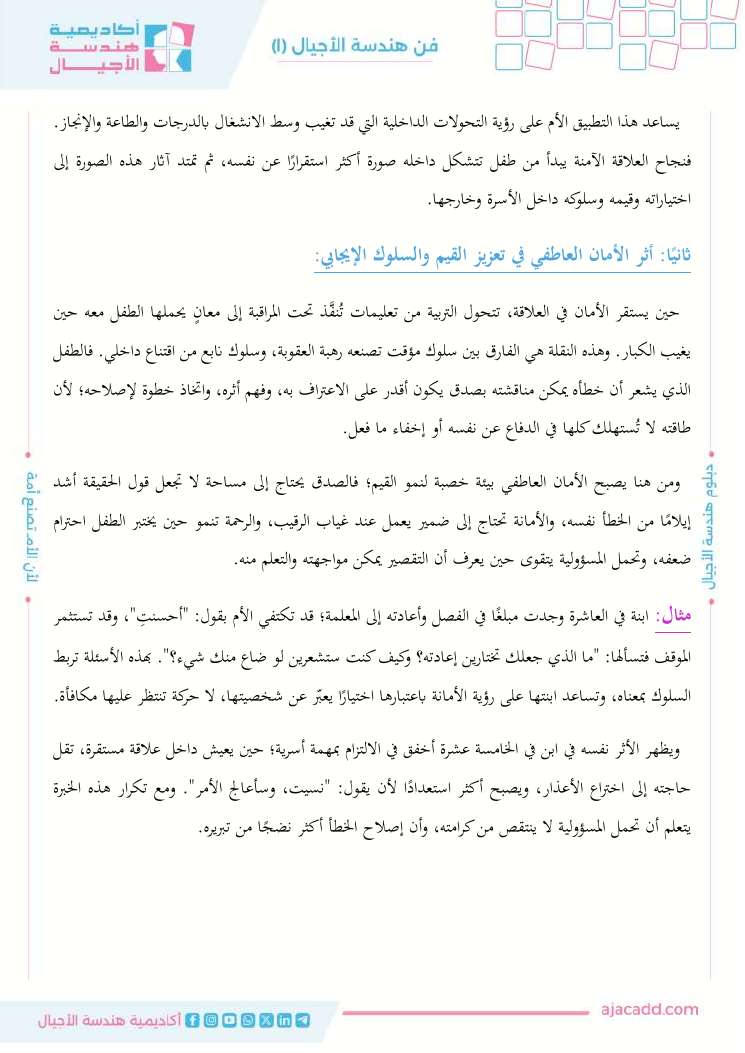 أكاديمية
هندسة
الأجيال
فن هندسة الأجيال (١)
يساعد هذا التطبيق الأم على رؤية التحولات الداخلية التي قد تغيب وسط الانشغال بالدرجات والطاعة والإنجاز.
فنجاح العلاقة الآمنة يبدأ من طفل تتشكل داخله صورة أكثر استقرارًا عن نفسه، ثم تمتد آثار هذه الصورة إلى
اختياراته وقيمه وسلوكه داخل الأسرة وخارجها.
ثانيًا: أثر الأمان العاطفي في تعزيز القيم والسلوك الإيجابي:
حين يستقر الأمان في العلاقة، تتحول التربية من تعليمات تُنفَّذ تحت المراقبة إلى معانٍ يحملها الطفل معه حين
يغيب الكبار. وهذه النقلة هي الفارق بين سلوك مؤقت تصنعه رهبة العقوبة، وسلوك نابع من اقتناع داخلي. فالطفل
الذي يشعر أن خطأه يمكن مناقشته بصدق يكون أقدر على الاعتراف به، وفهم أثره، واتخاذ خطوة لإصلاحه؛ لأن
طاقته لا تُستهلك كلها في الدفاع عن نفسه أو إخفاء ما فعل.
ومن هنا يصبح الأمان العاطفي بيئة خصبة لنمو القيم؛ فالصدق يحتاج إلى مساحة لا تجعل قول الحقيقة أشد
إيلامًا من الخطأ نفسه، والأمانة تحتاج إلى ضمير يعمل عند غياب الرقيب، والرحمة تنمو حين يختبر الطفل احترام
ضعفه، وتحمل المسؤولية يتقوى حين يعرف أن التقصير يمكن مواجهته والتعلم منه.
مثال: ابنة في العاشرة وجدت مبلغًا في الفصل وأعادته إلى المعلمة؛ قد تكتفي الأم بقول: "أحسنتِ"، وقد تستثمر
الموقف فتسألها: "ما الذي جعلك تختارين إعادته؟ وكيف كنت ستشعرين لو ضاع منك شيء؟". بهذه الأسئلة تربط
السلوك بمعناه، وتساعد ابنتها على رؤية الأمانة باعتبارها اختيارًا يعبّر عن شخصيتها، لا حركة تنتظر عليها مكافأة.
ويظهر الأثر نفسه في ابن في الخامسة عشرة أخفق في الالتزام بمهمة أسرية؛ حين يعيش داخل علاقة مستقرة، تقل
حاجته إلى اختراع الأعذار، ويصبح أكثر استعدادًا لأن يقول: "نسيت، وسأعالج الأمر". ومع تكرار هذه الخبرة
يتعلم أن تحمل المسؤولية لا ينتقص من كرامته، وأن إصلاح الخطأ أكثر نضجًا من تبريره.
دبلوم هندسة الأجيال
لأن الأم تصنع أمة
ajacadd.com
أكاديمية هندسة الأجيال